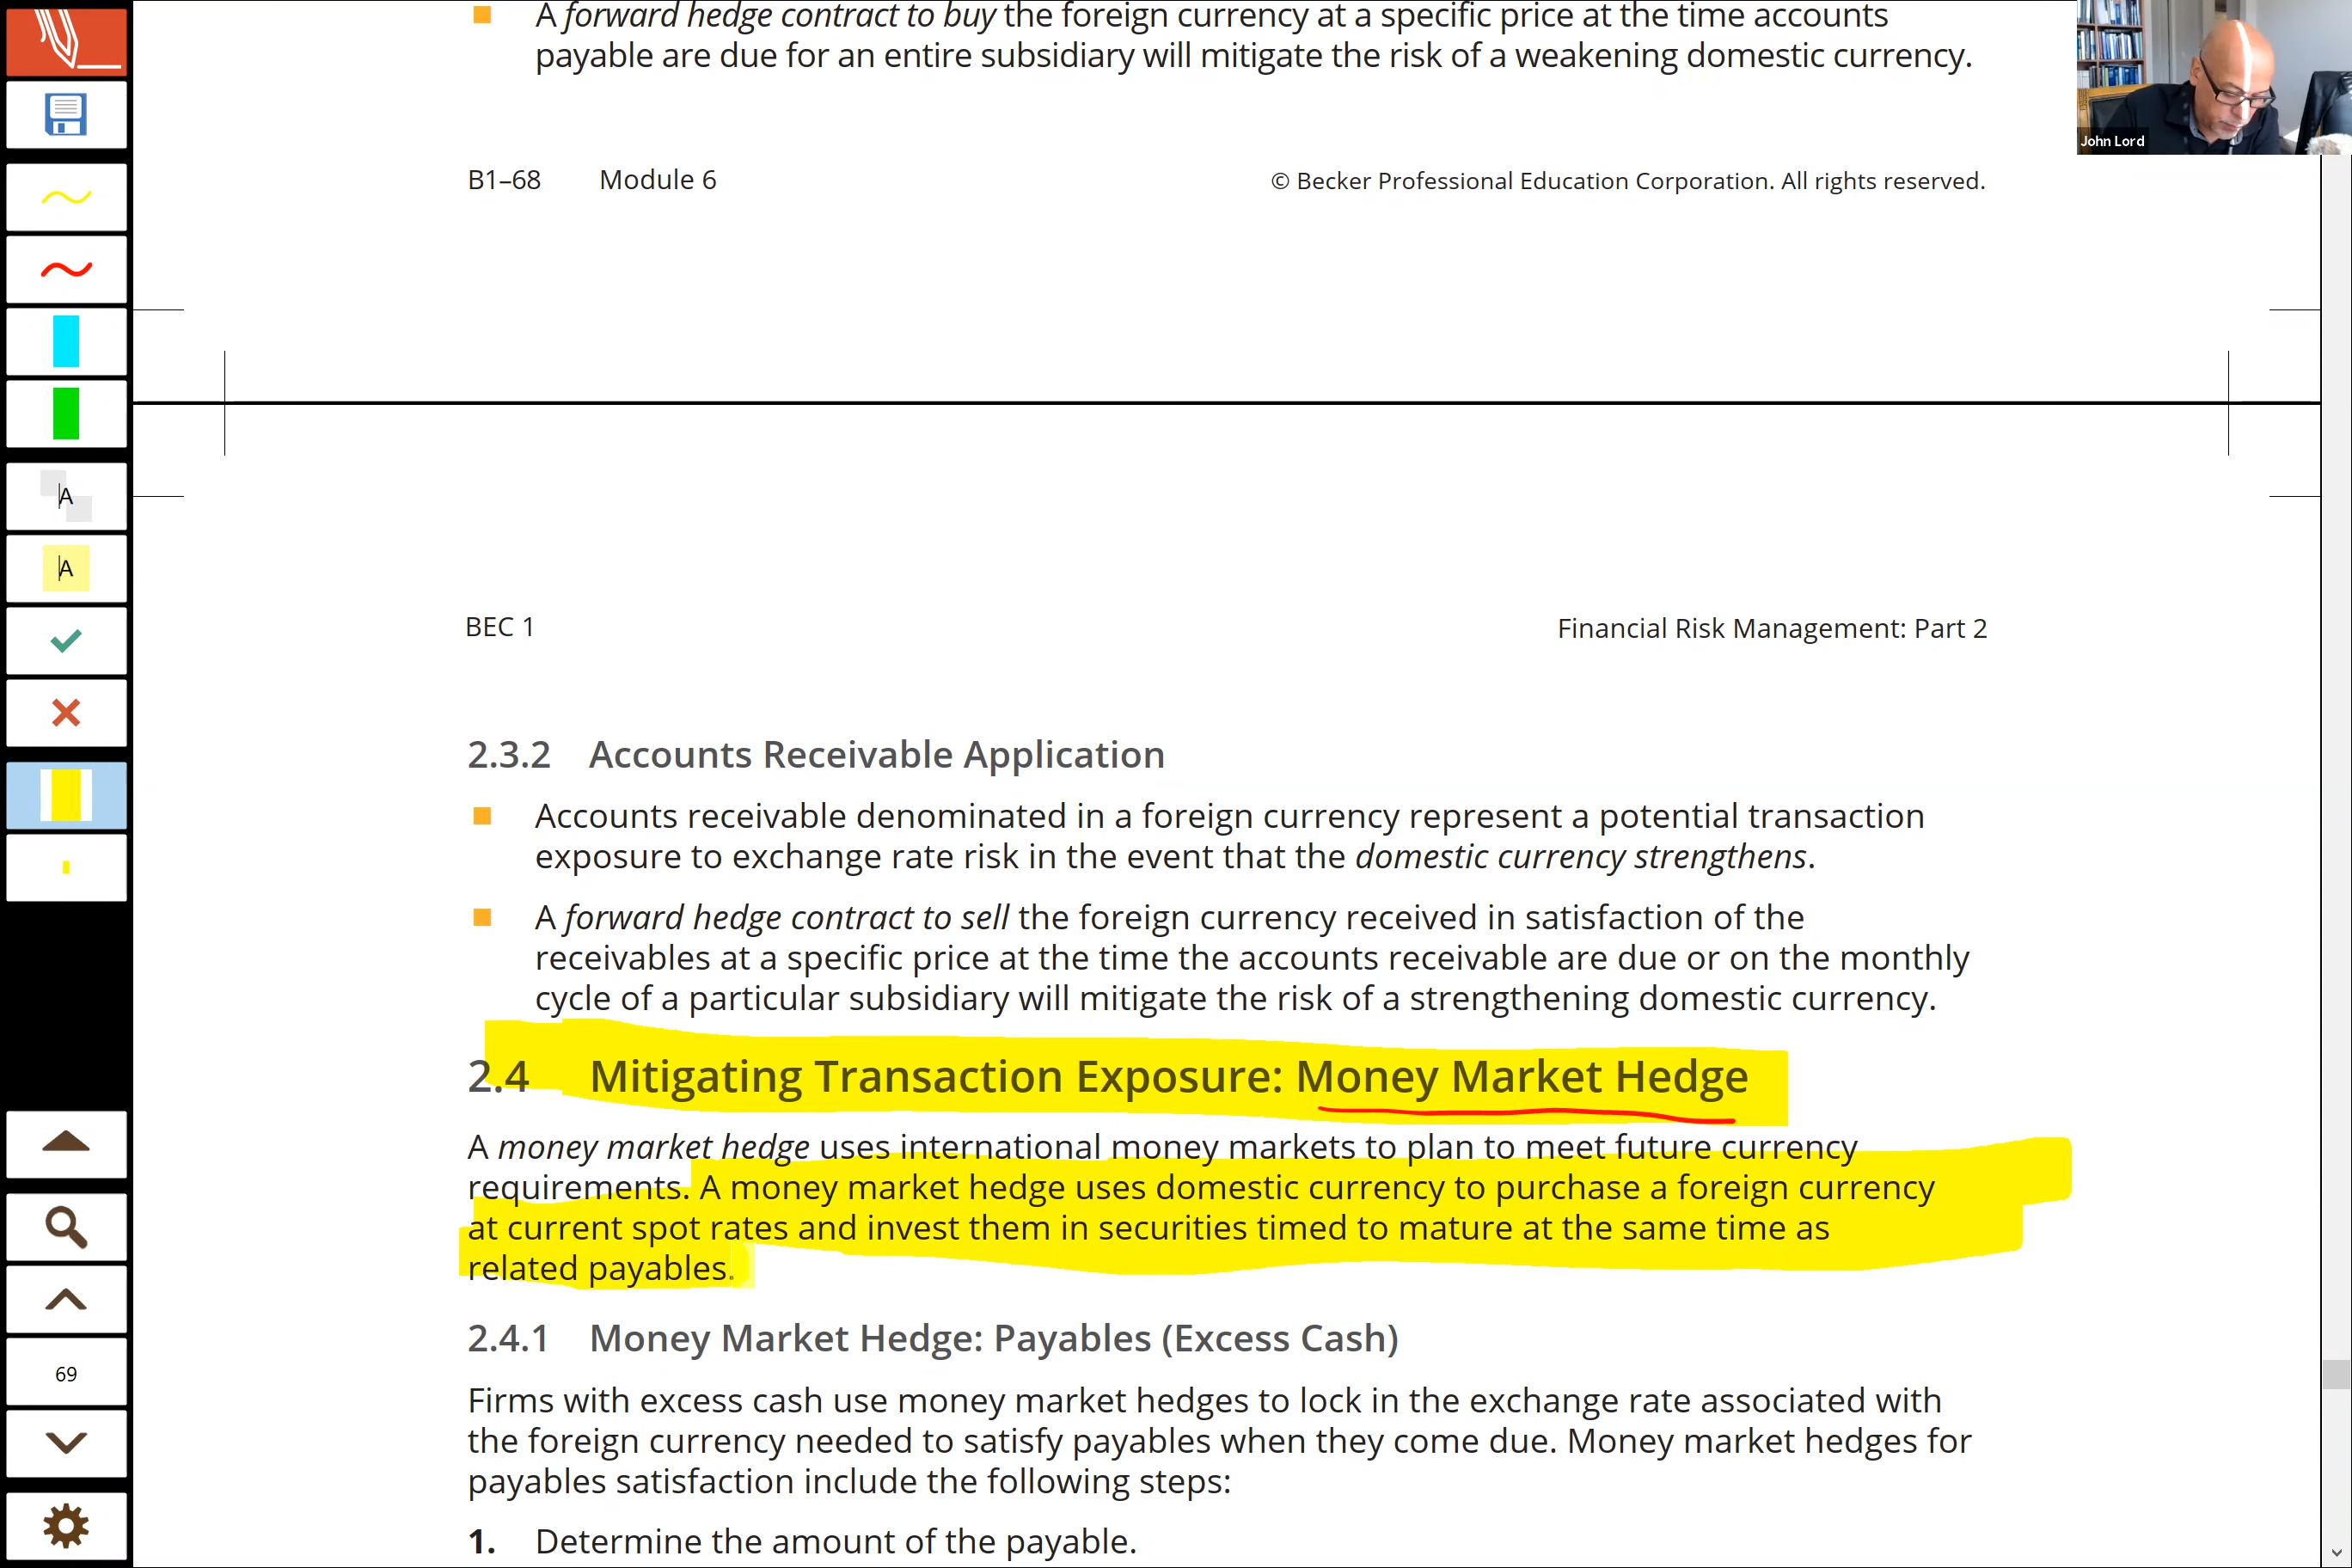 A forward hedge contract to buy the foreign currency at a specific price at the time accounts
payable are due for an entire subsidiary will mitigate the risk of a weakening domestic currency.
John Lord
B1–68 Module 6 © Becker Professional Education Corporation. All rights reserved.
A
A
BEC 1 Financial Risk Management: Part 2
2.3.2 Accounts Receivable Application
Accounts receivable denominated in a foreign currency represent a potential transaction
exposure to exchange rate risk in the event that the domestic currency strengthens.
A forward hedge contract to sell the foreign currency received in satisfaction of the
receivables at a specific price at the time the accounts receivable are due or on the monthly
cycle of a particular subsidiary will mitigate the risk of a strengthening domestic currency.
2.4 Mitigating Transaction Exposure: Money Market Hedge
A money market hedge uses international money markets to plan to meet future currency
requirements. A money market hedge uses domestic currency to purchase a foreign currency
at current spot rates and invest them in securities timed to mature at the same time as
related payables.
2.4.1 Money Market Hedge: Payables (Excess Cash)
69
Firms with excess cash use money market hedges to lock in the exchange rate associated with
the foreign currency needed to satisfy payables when they come due. Money market hedges for
payables satisfaction include the following steps:
1. Determine the amount of the payable.